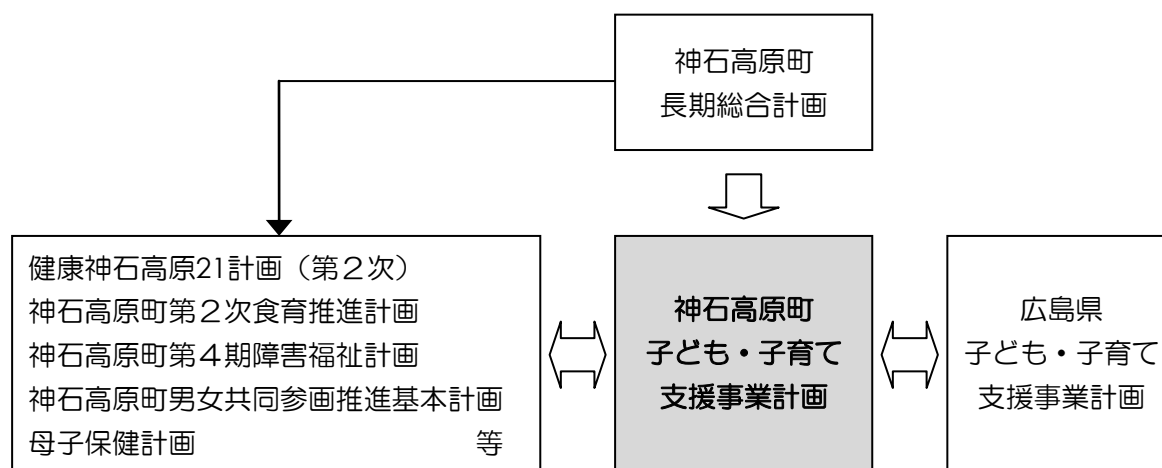 神石高原町
長期総合計画
健康神石高原21計画（第２次）
神石高原町第２次食育推進計画
神石高原町第４期障害福祉計画
神石高原町男女共同参画推進基本計画
母子保健計画　　　　　　　　　　等
神石高原町
子ども・子育て
支援事業計画
広島県
子ども・子育て
支援事業計画